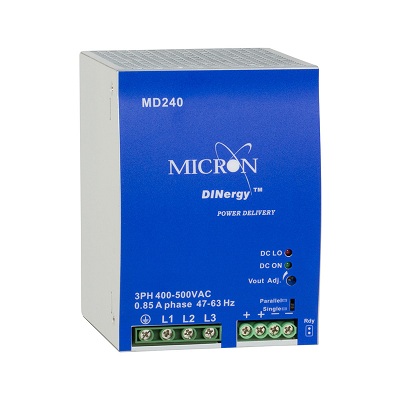 MD240
MICRON
DINergy™
POWER DELIVERY
DC LO
DC ON
Vout Adj.
3PH 400-500VAC
0.85 A phase 47-63 Hz
Parallel
Single
L1 L2 L3
+ + − −
Rdy